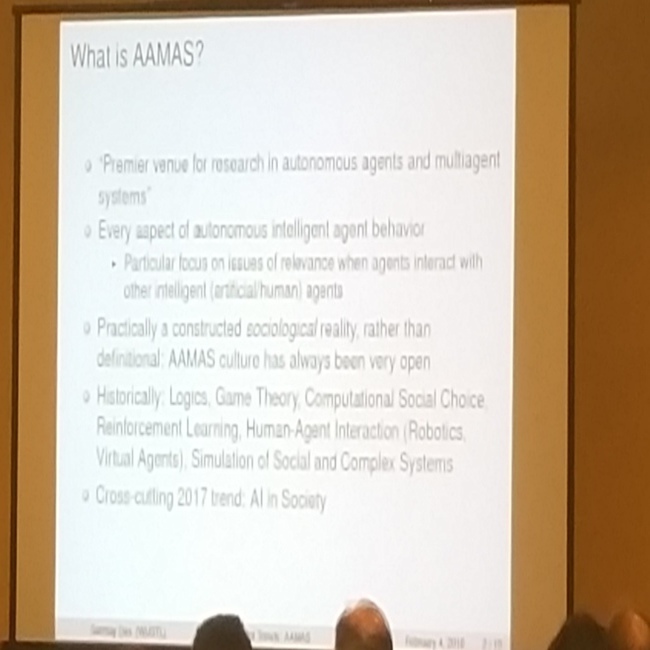 What is AAMAS?
"Premier venue for research in autonomous agents and multiagent
systems"
Every aspect of autonomous intelligent agent behavior
Particular focus on issues of relevance when agents interact with
other intelligent (artificial/human) agents
Practically a constructed sociological reality, rather than
definitional; AAMAS culture has always been very open
Historically: Logics, Game Theory, Computational Social Choice,
Reinforcement Learning, Human-Agent Interaction (Robotics,
Virtual Agents), Simulation of Social and Complex Systems
Cross-cutting 2017 trend: AI in Society
AAMAS February 4, 2018